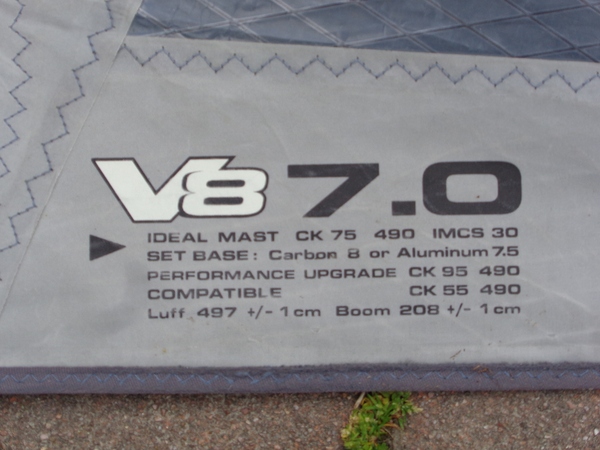 V8 7.0
IDEAL MAST CK 75 490 IMCS 30
SET BASE: Carbon 8 or Aluminum 7.5
PERFORMANCE UPGRADE CK 95 490
COMPATIBLE CK 55 490
Luff 497 +/- 1cm Boom 208 +/- 1cm